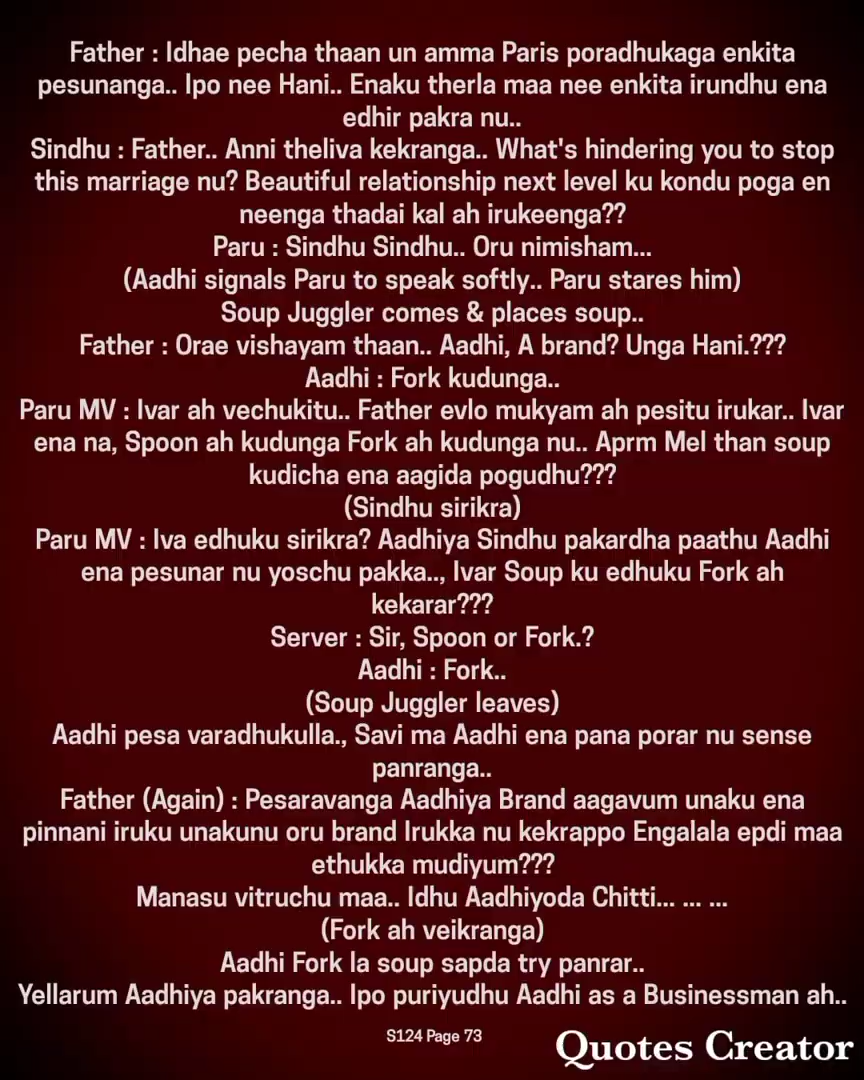 Father : Idhae pecha thaan un amma Paris poradhukaga enkita
pesunanga.. Ipo nee Hani.. Enaku therla maa nee enkita irundhu ena
edhir pakra nu..
Sindhu : Father.. Anni theliva kekranga.. What's hindering you to stop
this marriage nu? Beautiful relationship next level ku kondu poga en
neenga thadai kal ah irukeenga??
Paru : Sindhu Sindhu.. Oru nimisham...
(Aadhi signals Paru to speak softly.. Paru stares him)
Soup Juggler comes & places soup..
Father : Orae vishayam thaan.. Aadhi, A brand? Unga Hani.???
Aadhi : Fork kudunga..
Paru MV : Ivar ah vechukitu.. Father evlo mukyam ah pesitu irukar.. Ivar
ena na, Spoon ah kudunga Fork ah kudunga nu.. Aprm Mel than soup
kudicha ena aagida pogudhu???
(Sindhu sirikra)
Paru MV : Iva edhuku sirikra? Aadhiya Sindhu pakardha paathu Aadhi
ena pesunar nu yoschu pakka.., Ivar Soup ku edhuku Fork ah
kekarar???
Server : Sir, Spoon or Fork.?
Aadhi : Fork..
(Soup Juggler leaves)
Aadhi pesa varadhukulla., Savi ma Aadhi ena pana porar nu sense
panranga..
Father (Again) : Pesaravanga Aadhiya Brand aagavum unaku ena
pinnani iruku unakunu oru brand Irukka nu kekrappo Engalala epdi maa
ethukka mudiyum???
Manasu vitruchu maa.. Idhu Aadhiyoda Chitti... ... ...
(Fork ah veikranga)
Aadhi Fork la soup sapda try panrar..
Yellarum Aadhiya pakranga.. Ipo puriyudhu Aadhi as a Businessman ah..
S124 Page 73
Quotes Creator